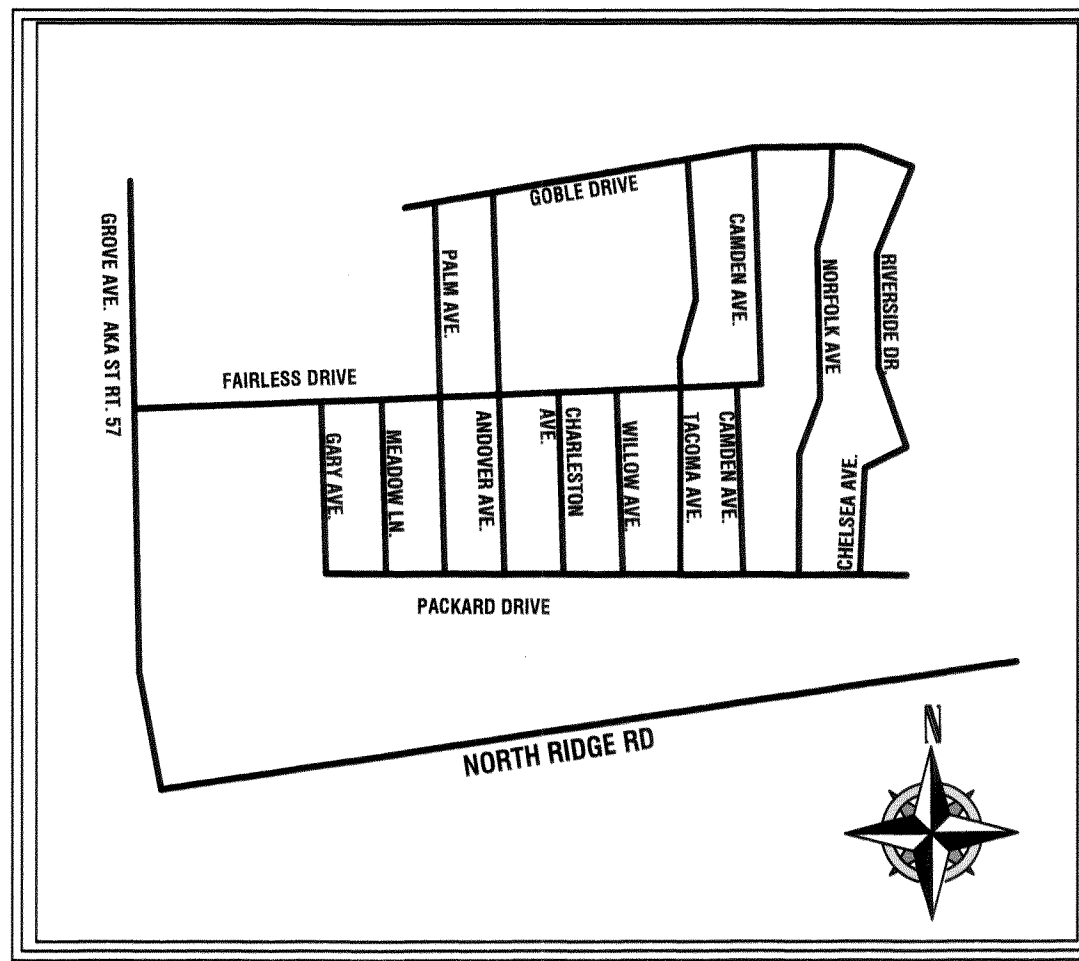 GOBLE DRIVE
GROVE AVE. AKA ST RT. 57
PALM AVE.
CAMDEN AVE.
NORFOLK AVE
RIVERSIDE DR.
FAIRLESS DRIVE
GARY AVE.
MEADOW LN.
ANDOVER AVE.
CHARLESTON
AVE.
WILLOW AVE.
TACOMA AVE.
CAMDEN AVE.
CHELSEA AVE.
PACKARD DRIVE
NORTH RIDGE RD
N